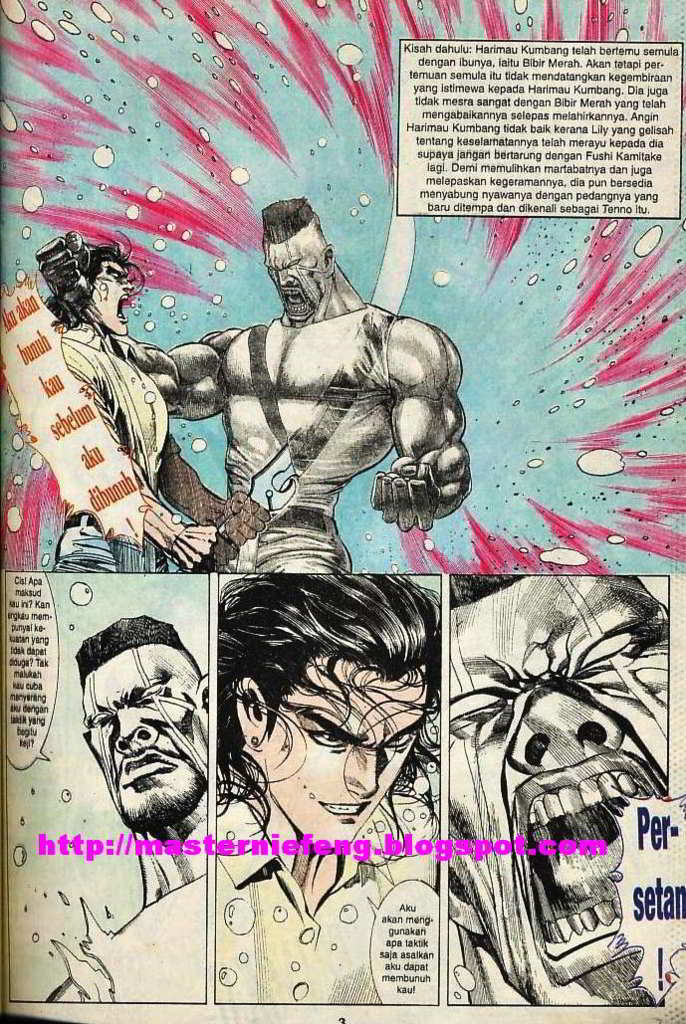 Kisah dahulu: Harimau Kumbang telah bertemu semula
dengan ibunya, iaitu Bibir Merah. Akan tetapi per-
temuan semula itu tidak mendatangkan kegembiraan
yang istimewa kepada Harimau Kumbang. Dia juga
tidak mesra sangat dengan Bibir Merah yang telah
mengabaikannya selepas melahirkannya. Angin
Harimau Kumbang tidak baik kerana Lily yang gelisah
tentang keselamatannya telah merayu kepada dia
supaya jangan bertarung dengan Fushi Kamitake
lagi. Demi memulihkan martabatnya dan juga
melepaskan kegeramannya, dia pun bersedia
menyabung nyawanya dengan pedangnya yang
baru ditempa dan dikenali sebagai Tenno itu.
Aku akan
bunuh
kau
sebelum
aku
dibunuh
!
Cis! Apa
maksud
kau ini? Kan
engkau mem-
punyai ke-
kuatan yang
tidak dapat
diduga? Tak
malukah
kau cuba
menyerang
aku dengan
taktik yang
begitu
keji?
Aku
akan meng-
gunakan
apa taktik
saja asalkan
aku dapat
membunuh
kau!
Per-
setan
!
http://masterniefeng.blogspot.com/
3